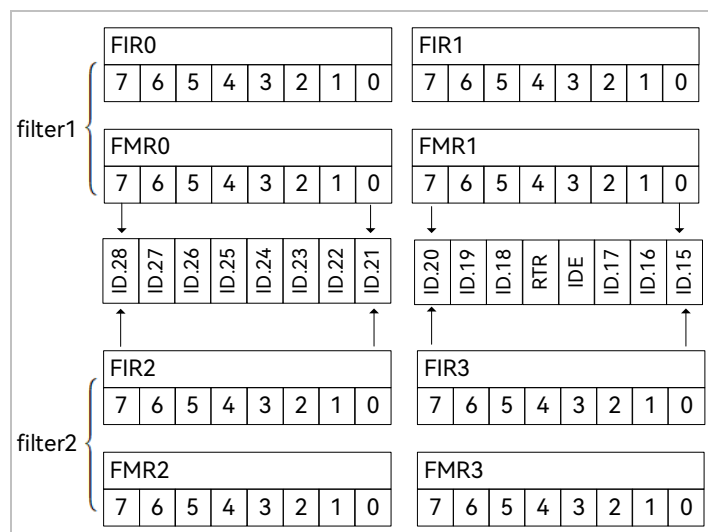 FIR0 FIR1
7 6 5 4 3 2 1 0 7 6 5 4 3 2 1 0
filter1
FMR0 FMR1
7 6 5 4 3 2 1 0 7 6 5 4 3 2 1 0
ID.28 ID.27 ID.26 ID.25 ID.24 ID.23 ID.22 ID.21 ID.20 ID.19 ID.18 RTR IDE ID.17 ID.16 ID.15
FIR2 FIR3
7 6 5 4 3 2 1 0 7 6 5 4 3 2 1 0
filter2
FMR2 FMR3
7 6 5 4 3 2 1 0 7 6 5 4 3 2 1 0